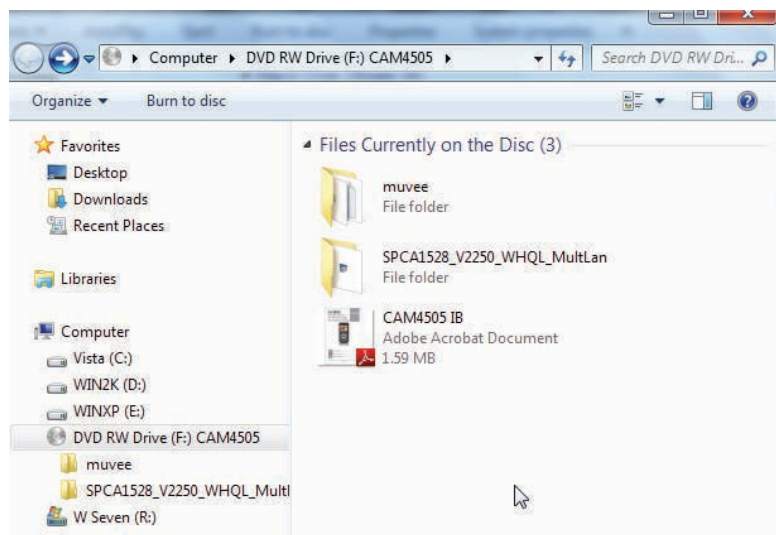 Computer DVD RW Drive (F:) CAM4505
Search DVD RW Dri...
Organize Burn to disc
Favorites
Desktop
Downloads
Recent Places
Libraries
Computer
Vista (C:)
WIN2K (D:)
WINXP (E:)
DVD RW Drive (F:) CAM4505
muvee
SPCA1528_V2250_WHQL_Multl
W Seven (R:)
Files Currently on the Disc (3)
muvee
File folder
SPCA1528_V2250_WHQL_MultLan
File folder
CAM4505 IB
Adobe Acrobat Document
1.59 MB